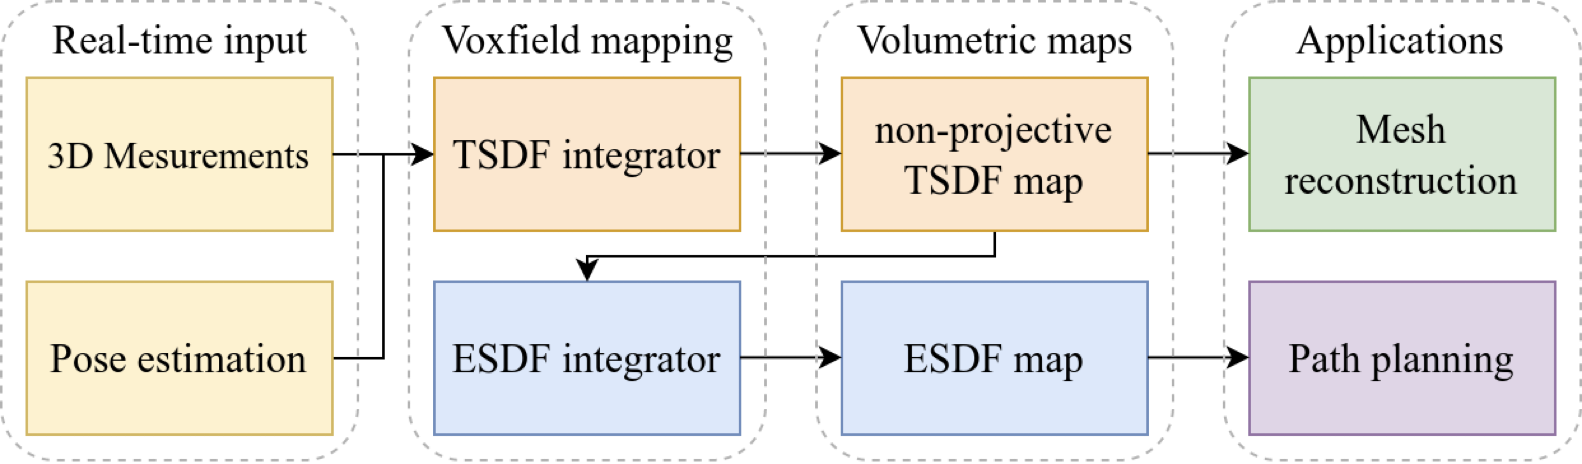 Real-time input
3D Mesurements
Pose estimation
Voxfield mapping
TSDF integrator
ESDF integrator
Volumetric maps
non-projective
TSDF map
ESDF map
Applications
Mesh
reconstruction
Path planning